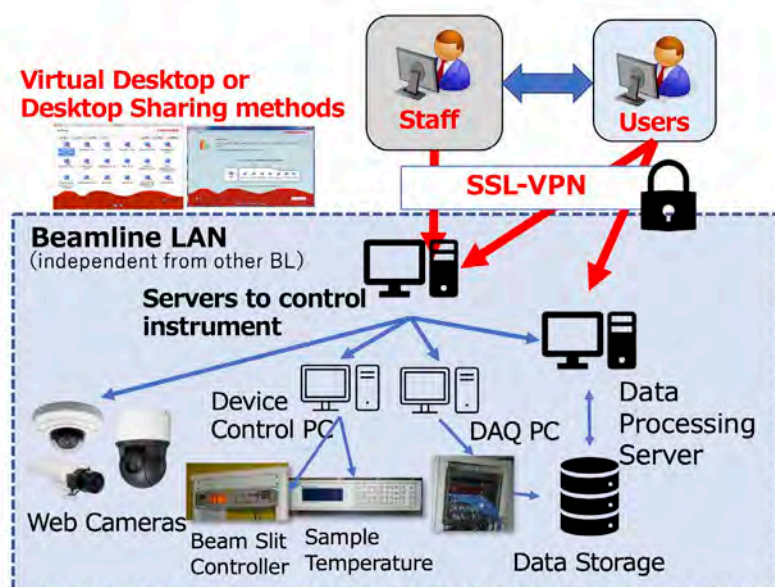 Virtual Desktop or
Desktop Sharing methods
Staff
Users
SSL-VPN
Beamline LAN
(independent from other BL)
Servers to control
instrument
Device
Control PC
DAQ PC
Data
Processing
Server
Web Cameras
Beam Slit
Controller
Sample
Temperature
Data Storage